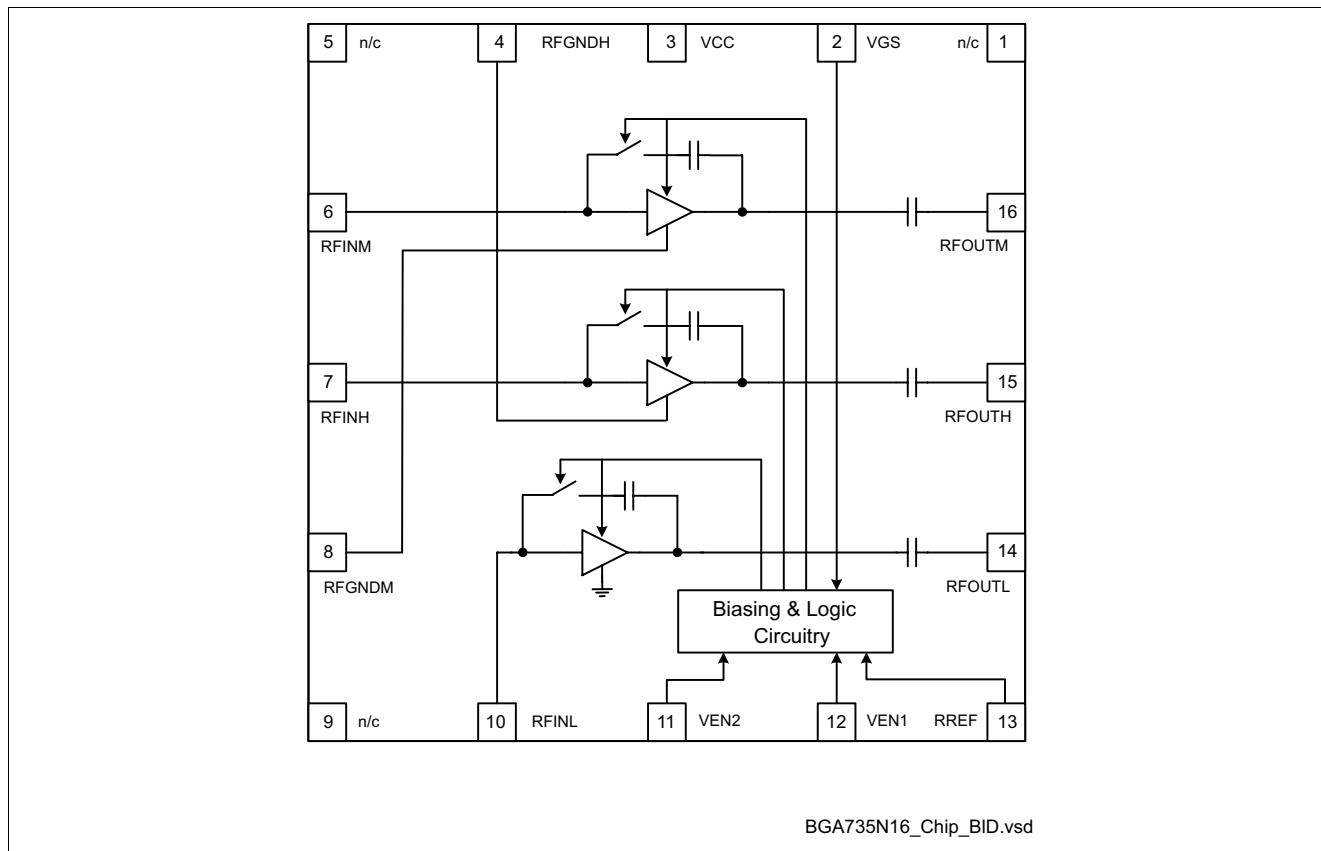 5 n/c 4 RFGNDH 3 VCC 2 VGS n/c 1
6
RFINM
16
RFOUTM
7
RFINH
15
RFOUTH
8
RFGNDM
14
RFOUTL
Biasing & Logic
Circuitry
9 n/c 10 RFINL 11 VEN2 12 VEN1 RREF 13
BGA735N16_Chip_BID.vsd